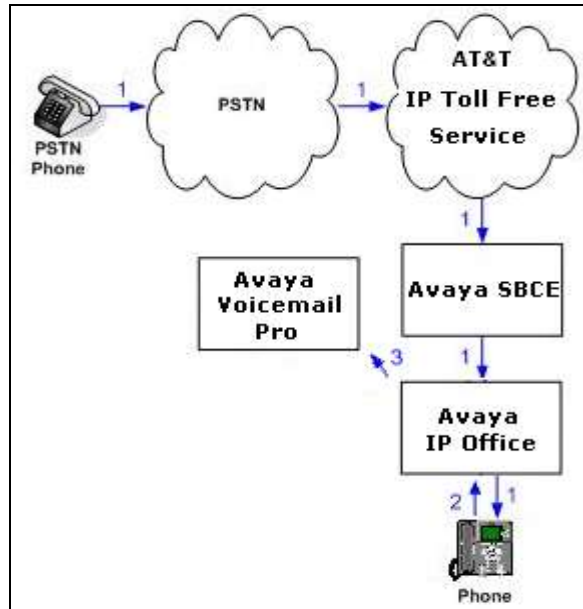 1
PSTN
Phone
PSTN
1
AT&T
IP Toll Free
Service
1
Avaya
Voicemail
Pro
Avaya SBCE
3
1
Avaya
IP Office
2
1
Phone